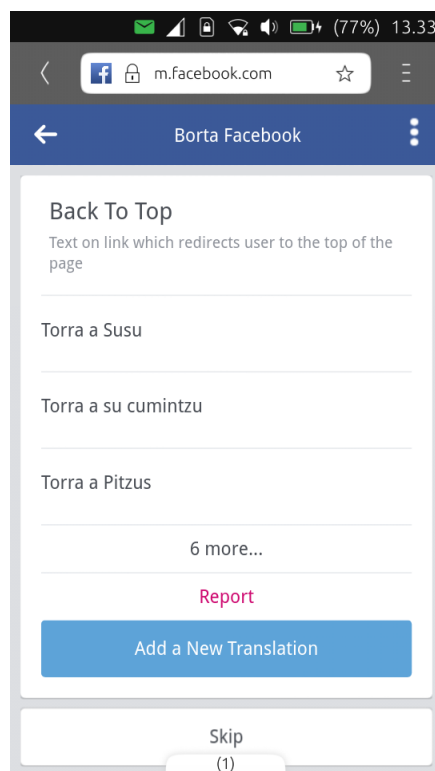 (77%) 13.33
m.facebook.com
Borta Facebook
Back To Top
Text on link which redirects user to the top of the
page
Torra a Susu
Torra a su cumintzu
Torra a Pitzus
6 more...
Report
Add a New Translation
Skip
(1)